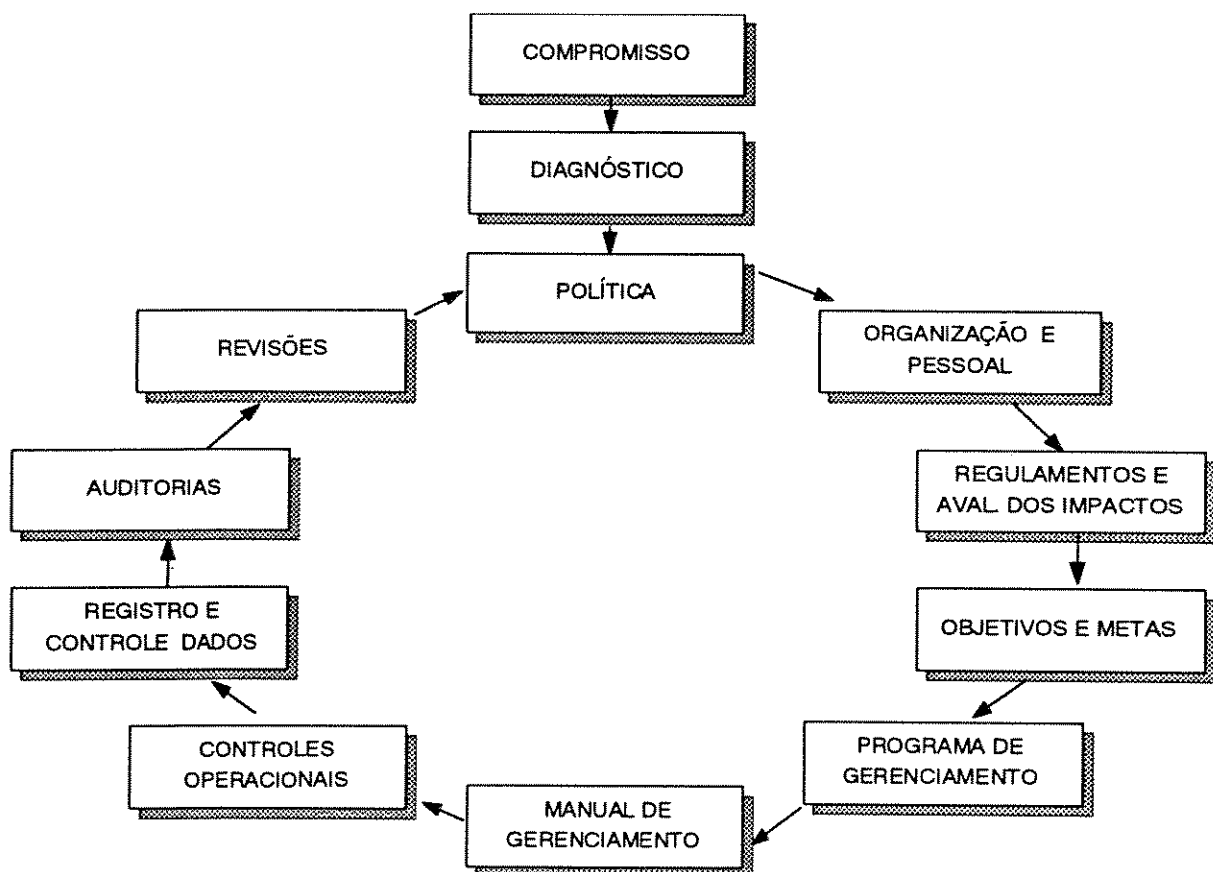 COMPROMISSO
DIAGNÓSTICO
POLÍTICA
ORGANIZAÇÃO E
PESSOAL
REGULAMENTOS E
AVAL. DOS IMPACTOS
OBJETIVOS E METAS
PROGRAMA DE
GERENCIAMENTO
MANUAL DE
GERENCIAMENTO
CONTROLES
OPERACIONAIS
REGISTRO E
CONTROLE DADOS
AUDITORIAS
REVISÕES